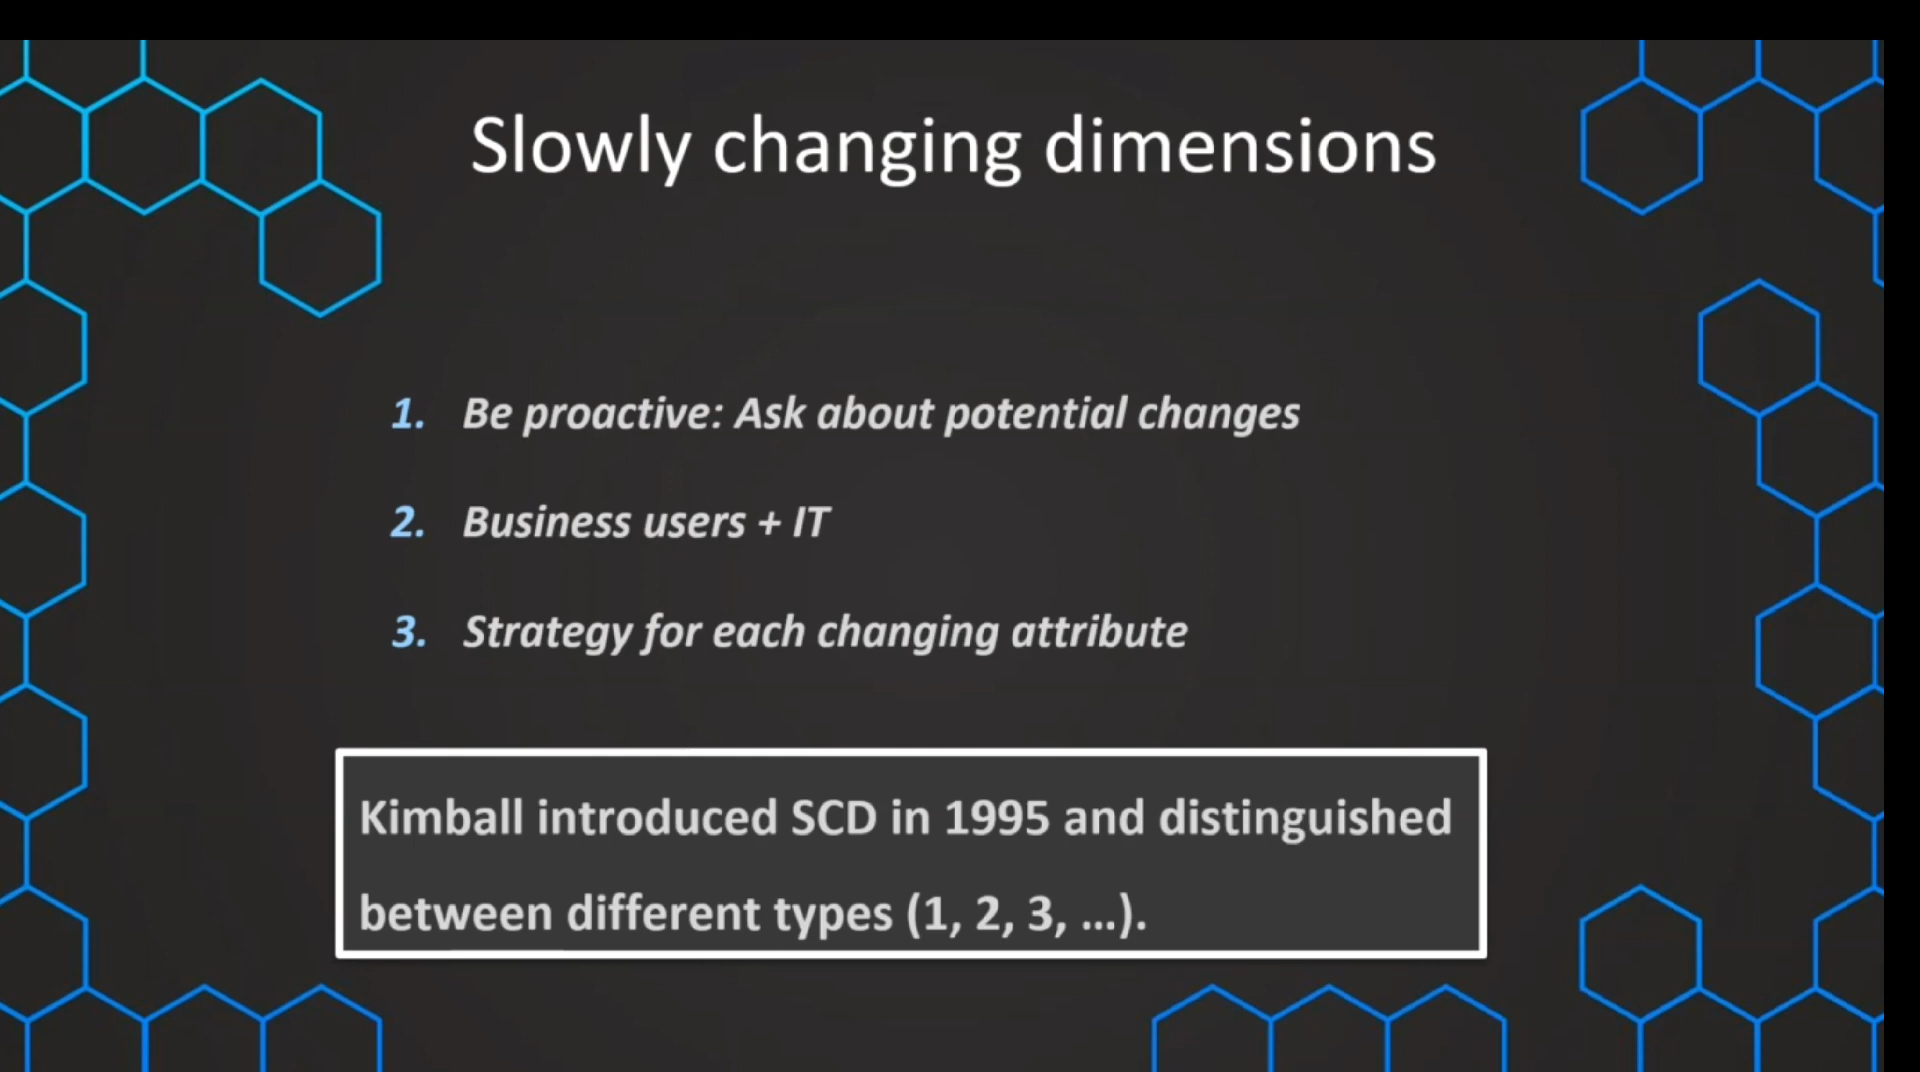 Slowly changing dimensions
1. Be proactive: Ask about potential changes
2. Business users + IT
3. Strategy for each changing attribute
Kimball introduced SCD in 1995 and distinguished
between different types (1, 2, 3, ...).